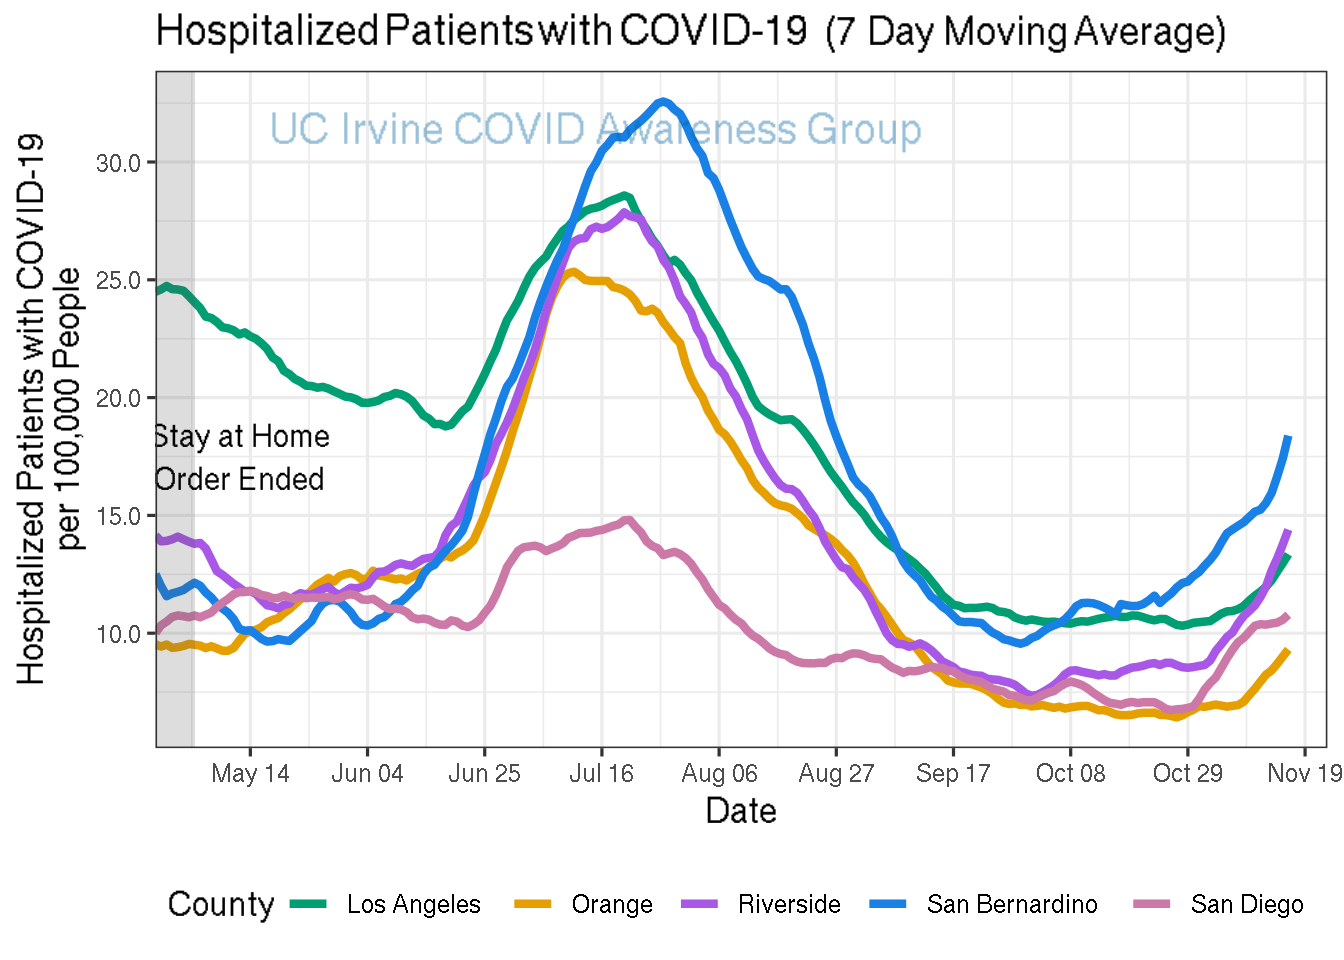 Hospitalized Patients with COVID-19 (7 Day Moving Average)
UC Irvine COVID Awareness Group
Hospitalized Patients with COVID-19
per 100,000 People
30.0
25.0
20.0
15.0
10.0
Stay at Home
Order Ended
May 14 Jun 04 Jun 25 Jul 16 Aug 06 Aug 27 Sep 17 Oct 08 Oct 29 Nov 19
Date
County Los Angeles Orange Riverside San Bernardino San Diego